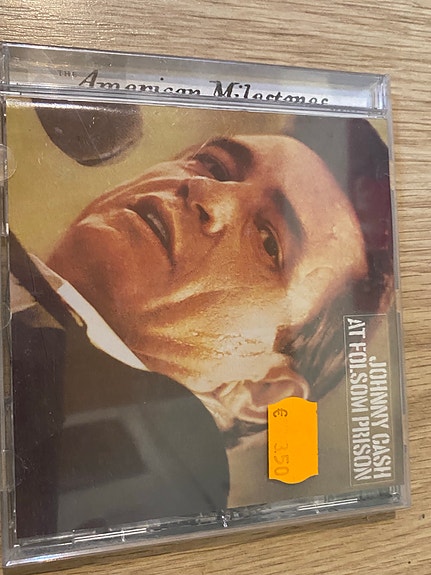 THE American Milestones
JOHNNY CASH
AT FOLSOM PRISON
€ 3,50